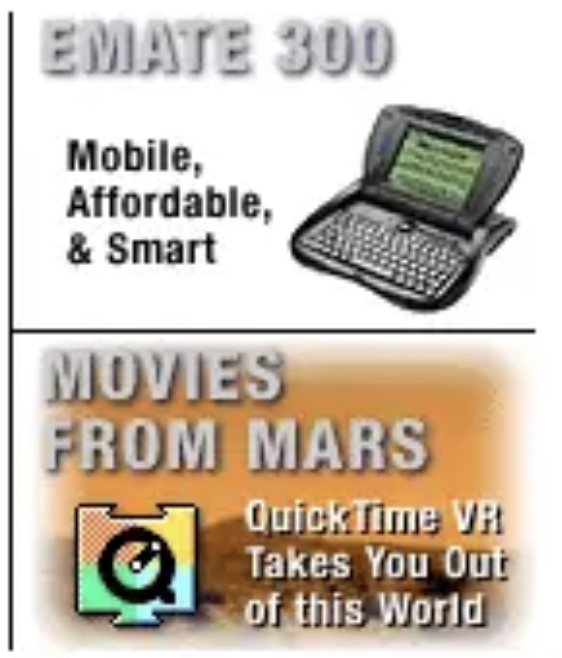 EMATE 300
Mobile,
Affordable,
& Smart
MOVIES
FROM MARS
QuickTime VR
Takes You Out
of this World